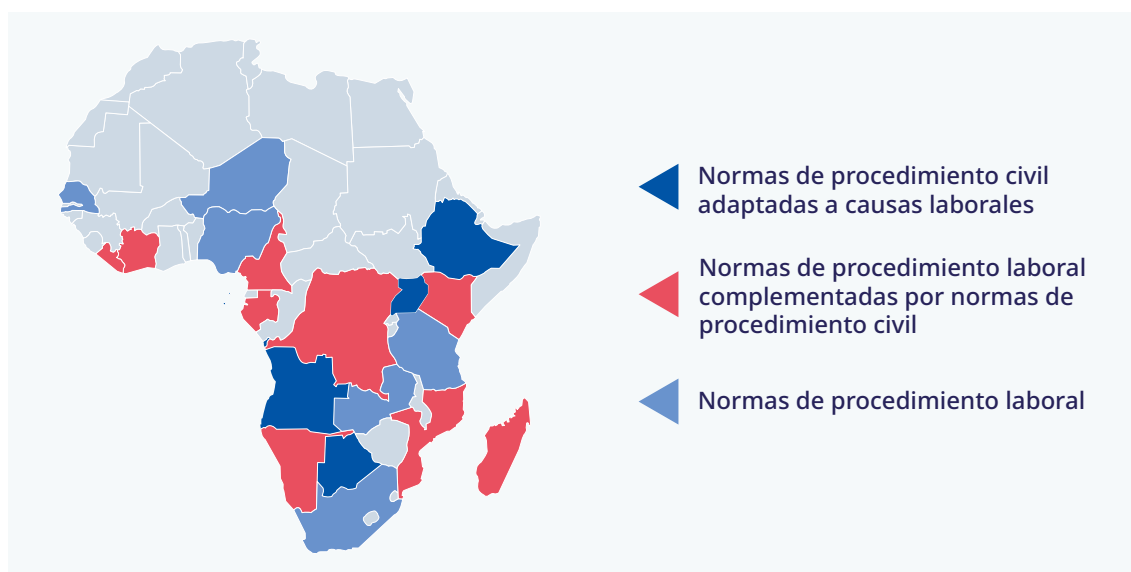 Normas de procedimiento civil
adaptadas a causas laborales
Normas de procedimiento laboral
complementadas por normas de
procedimiento civil
Normas de procedimiento laboral